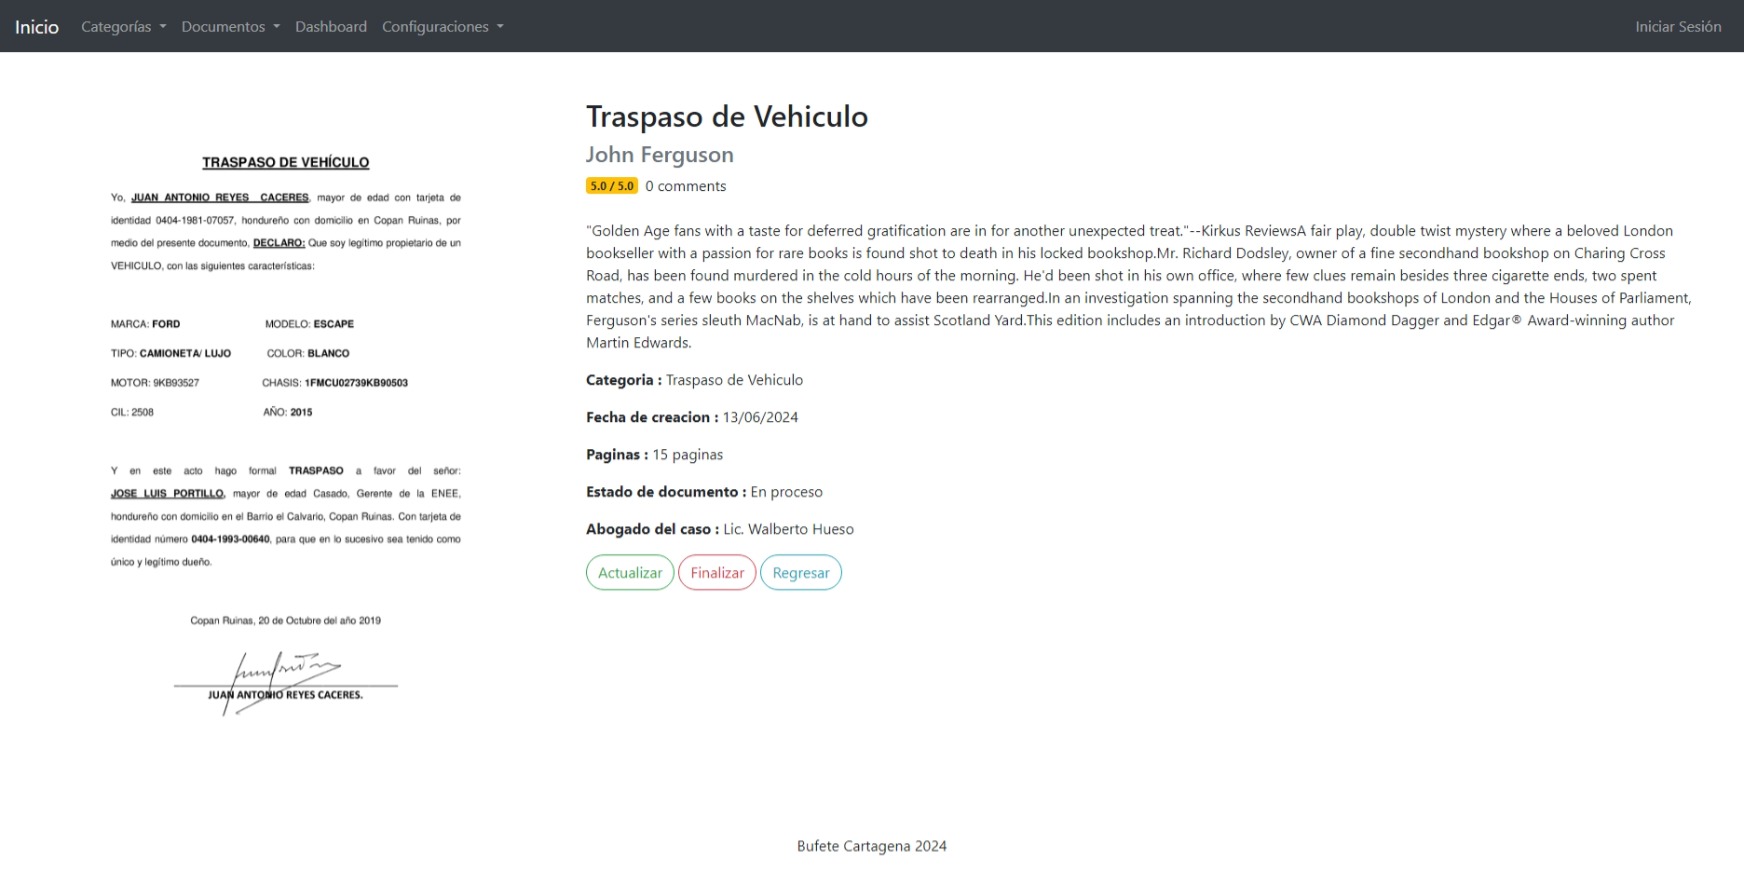 Inicio Categorías Documentos Dashboard Configuraciones Iniciar Sesión
TRASPASO DE VEHÍCULO
Yo, JUAN ANTONIO REYES CACERES, mayor de edad con tarjeta de
identidad 0404-1981-07057, hondureño con domicilio en Copan Ruinas, por
medio del presente documento, DECLARO: Que soy legítimo propietario de un
VEHICULO, con las siguientes características:
MARCA: FORD MODELO: ESCAPE
TIPO: CAMIONETA/ LUJO COLOR: BLANCO
MOTOR: 9KB93527 CHASIS: 1FMCU02739KB90503
CIL: 2508 AÑO: 2015
Y en este acto hago formal TRASPASO a favor del señor:
JOSE LUIS PORTILLO, mayor de edad Casado, Gerente de la ENEE,
hondureño con domicilio en el Barrio el Calvario, Copan Ruinas. Con tarjeta de
identidad número 0404-1993-00640, para que en lo sucesivo sea tenido como
único y legítimo dueño.
Copan Ruinas, 20 de Octubre del año 2019
JUAN ANTONIO REYES CACERES.
Traspaso de Vehiculo
John Ferguson
5.0 / 5.0 0 comments
"Golden Age fans with a taste for deferred gratification are in for another unexpected treat."--Kirkus ReviewsA fair play, double twist mystery where a beloved London
bookseller with a passion for rare books is found shot to death in his locked bookshop.Mr. Richard Dodsley, owner of a fine secondhand bookshop on Charing Cross
Road, has been found murdered in the cold hours of the morning. He'd been shot in his own office, where few clues remain besides three cigarette ends, two spent
matches, and a few books on the shelves which have been rearranged.In an investigation spanning the secondhand bookshops of London and the Houses of Parliament,
Ferguson's series sleuth MacNab, is at hand to assist Scotland Yard.This edition includes an introduction by CWA Diamond Dagger and Edgar® Award-winning author
Martin Edwards.
Categoria : Traspaso de Vehiculo
Fecha de creacion : 13/06/2024
Paginas : 15 paginas
Estado de documento : En proceso
Abogado del caso : Lic. Walberto Hueso
Actualizar Finalizar Regresar
Bufete Cartagena 2024